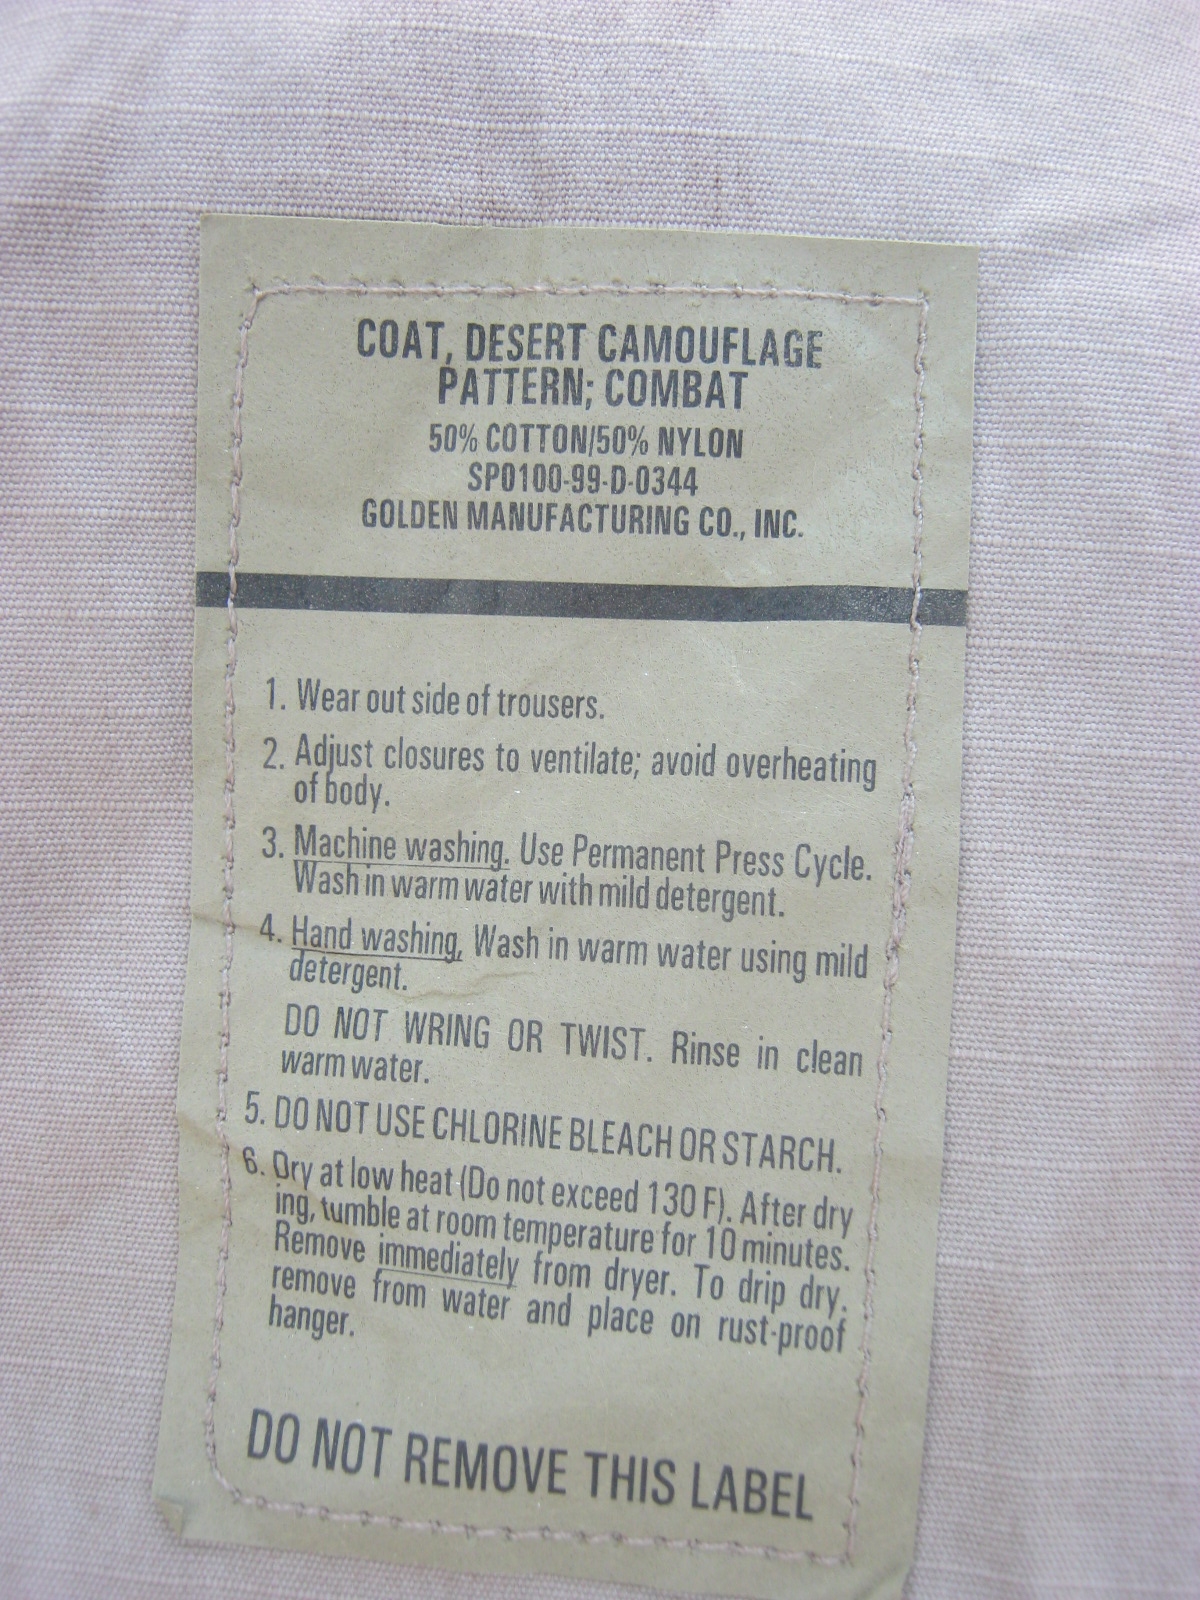 COAT, DESERT CAMOUFLAGE
PATTERN; COMBAT
50% COTTON/50% NYLON
SP0100-99-D-0344
GOLDEN MANUFACTURING CO., INC.
1. Wear out side of trousers.
2. Adjust closures to ventilate; avoid overheating
of body.
3. Machine washing. Use Permanent Press Cycle.
Wash in warm water with mild detergent.
4. Hand washing, Wash in warm water using mild
detergent.
DO NOT WRING OR TWIST. Rinse in clean
warm water.
5. DO NOT USE CHLORINE BLEACH OR STARCH.
6. Dry at low heat (Do not exceed 130 F). After dry
ing, tumble at room temperature for 10 minutes.
Remove immediately from dryer. To drip dry.
remove from water and place on rust-proof
hanger.
DO NOT REMOVE THIS LABEL